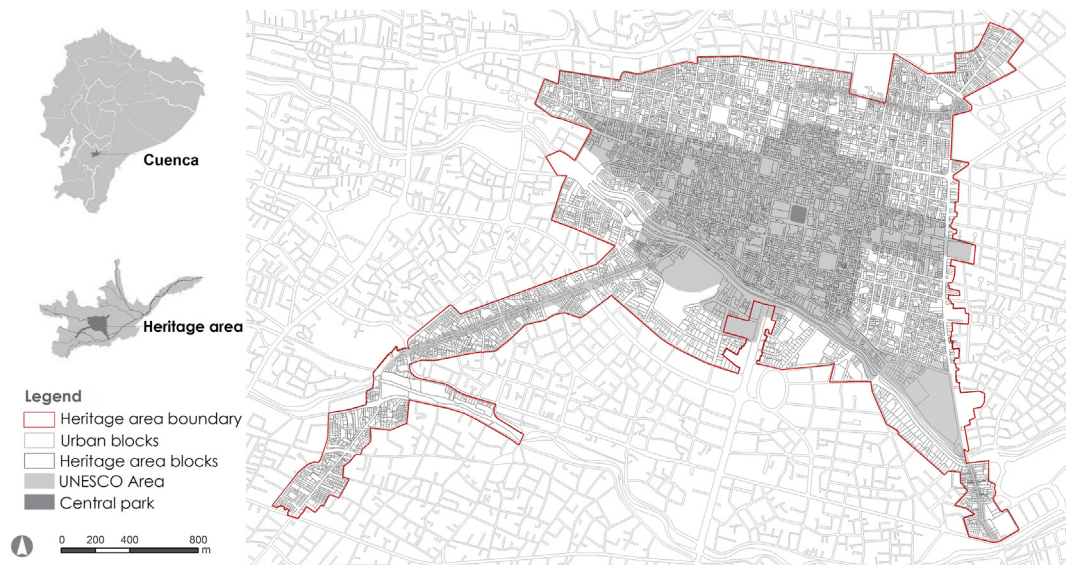 Cuenca
Heritage area
Legend
Heritage area boundary
Urban blocks
Heritage area blocks
UNESCO Area
Central park
0 200 400 800
m